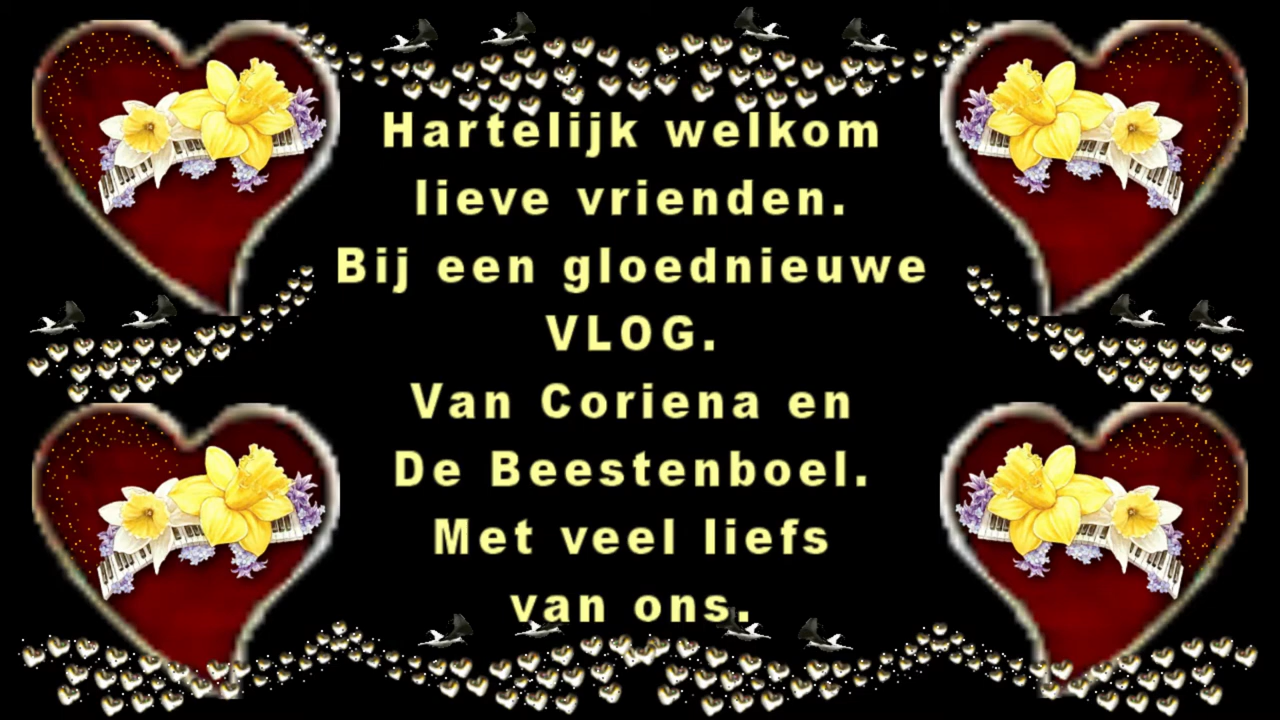 Hartelijk welkom
lieve vrienden.
Bij een gloednieuwe
VLOG.
Van Coriena en
De Beestenboel.
Met veel liefs
van ons.